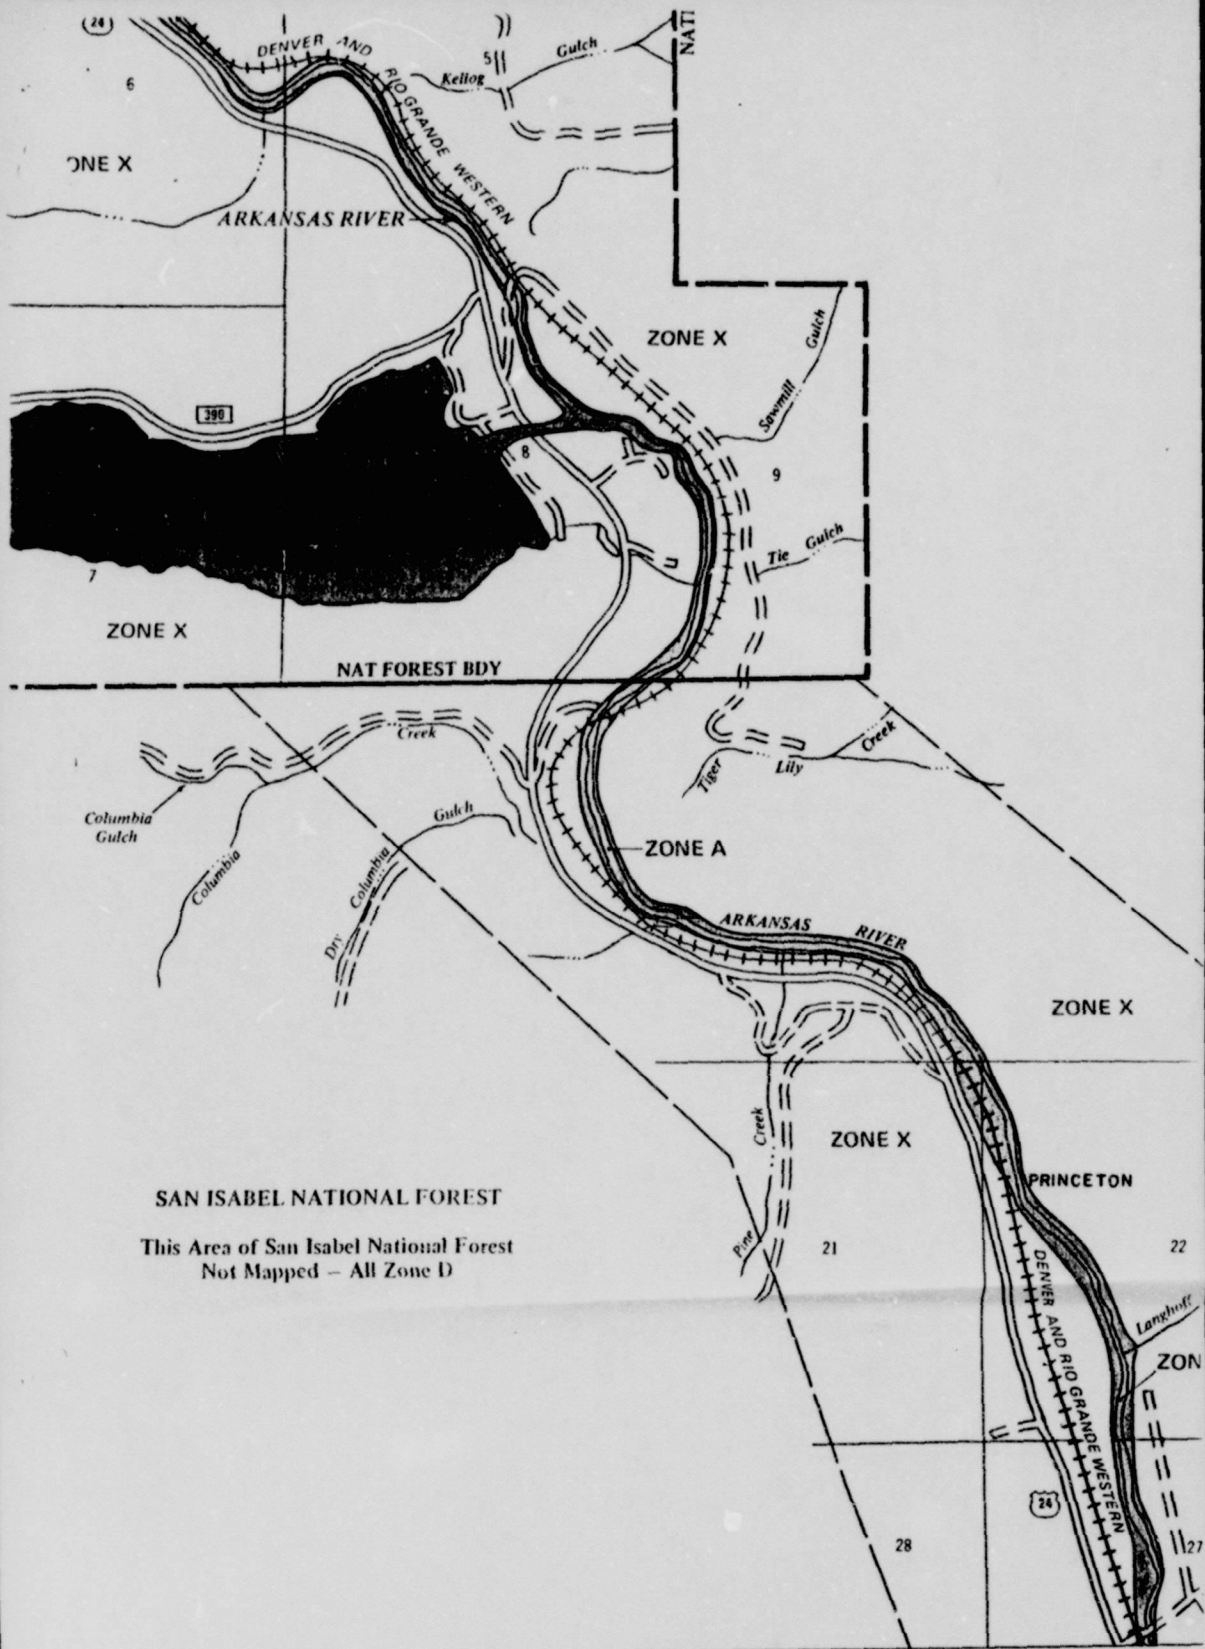 24
DENVER AND
RIO GRANDE WESTERN
5
Kellog
Gulch
NATI
6
ONE X
ARKANSAS RIVER
ZONE X
Sawmill Gulch
390
8
9
Tie Gulch
7
ZONE X
NAT FOREST BDY
Creek
Columbia
Gulch
Columbia
Gulch
Dry Columbia
Tiger
Lily
Creek
ZONE A
ARKANSAS RIVER
ZONE X
Creek
Pine
ZONE X
PRINCETON
SAN ISABEL NATIONAL FOREST
This Area of San Isabel National Forest
Not Mapped – All Zone D
21
22
DENVER AND RIO GRANDE WESTERN
Langhoff
ZON
24
28
27